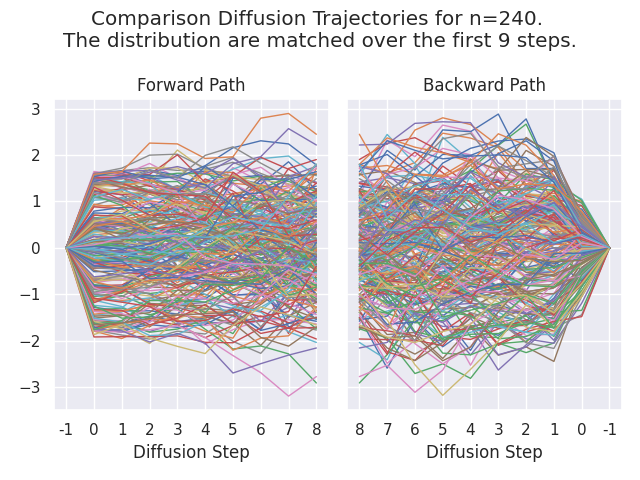 Comparison Diffusion Trajectories for n=240.
The distribution are matched over the first 9 steps.
Forward Path
Backward Path
3
2
1
0
−1
−2
−3
-1 0 1 2 3 4 5 6 7 8
8 7 6 5 4 3 2 1 0 -1
Diffusion Step
Diffusion Step